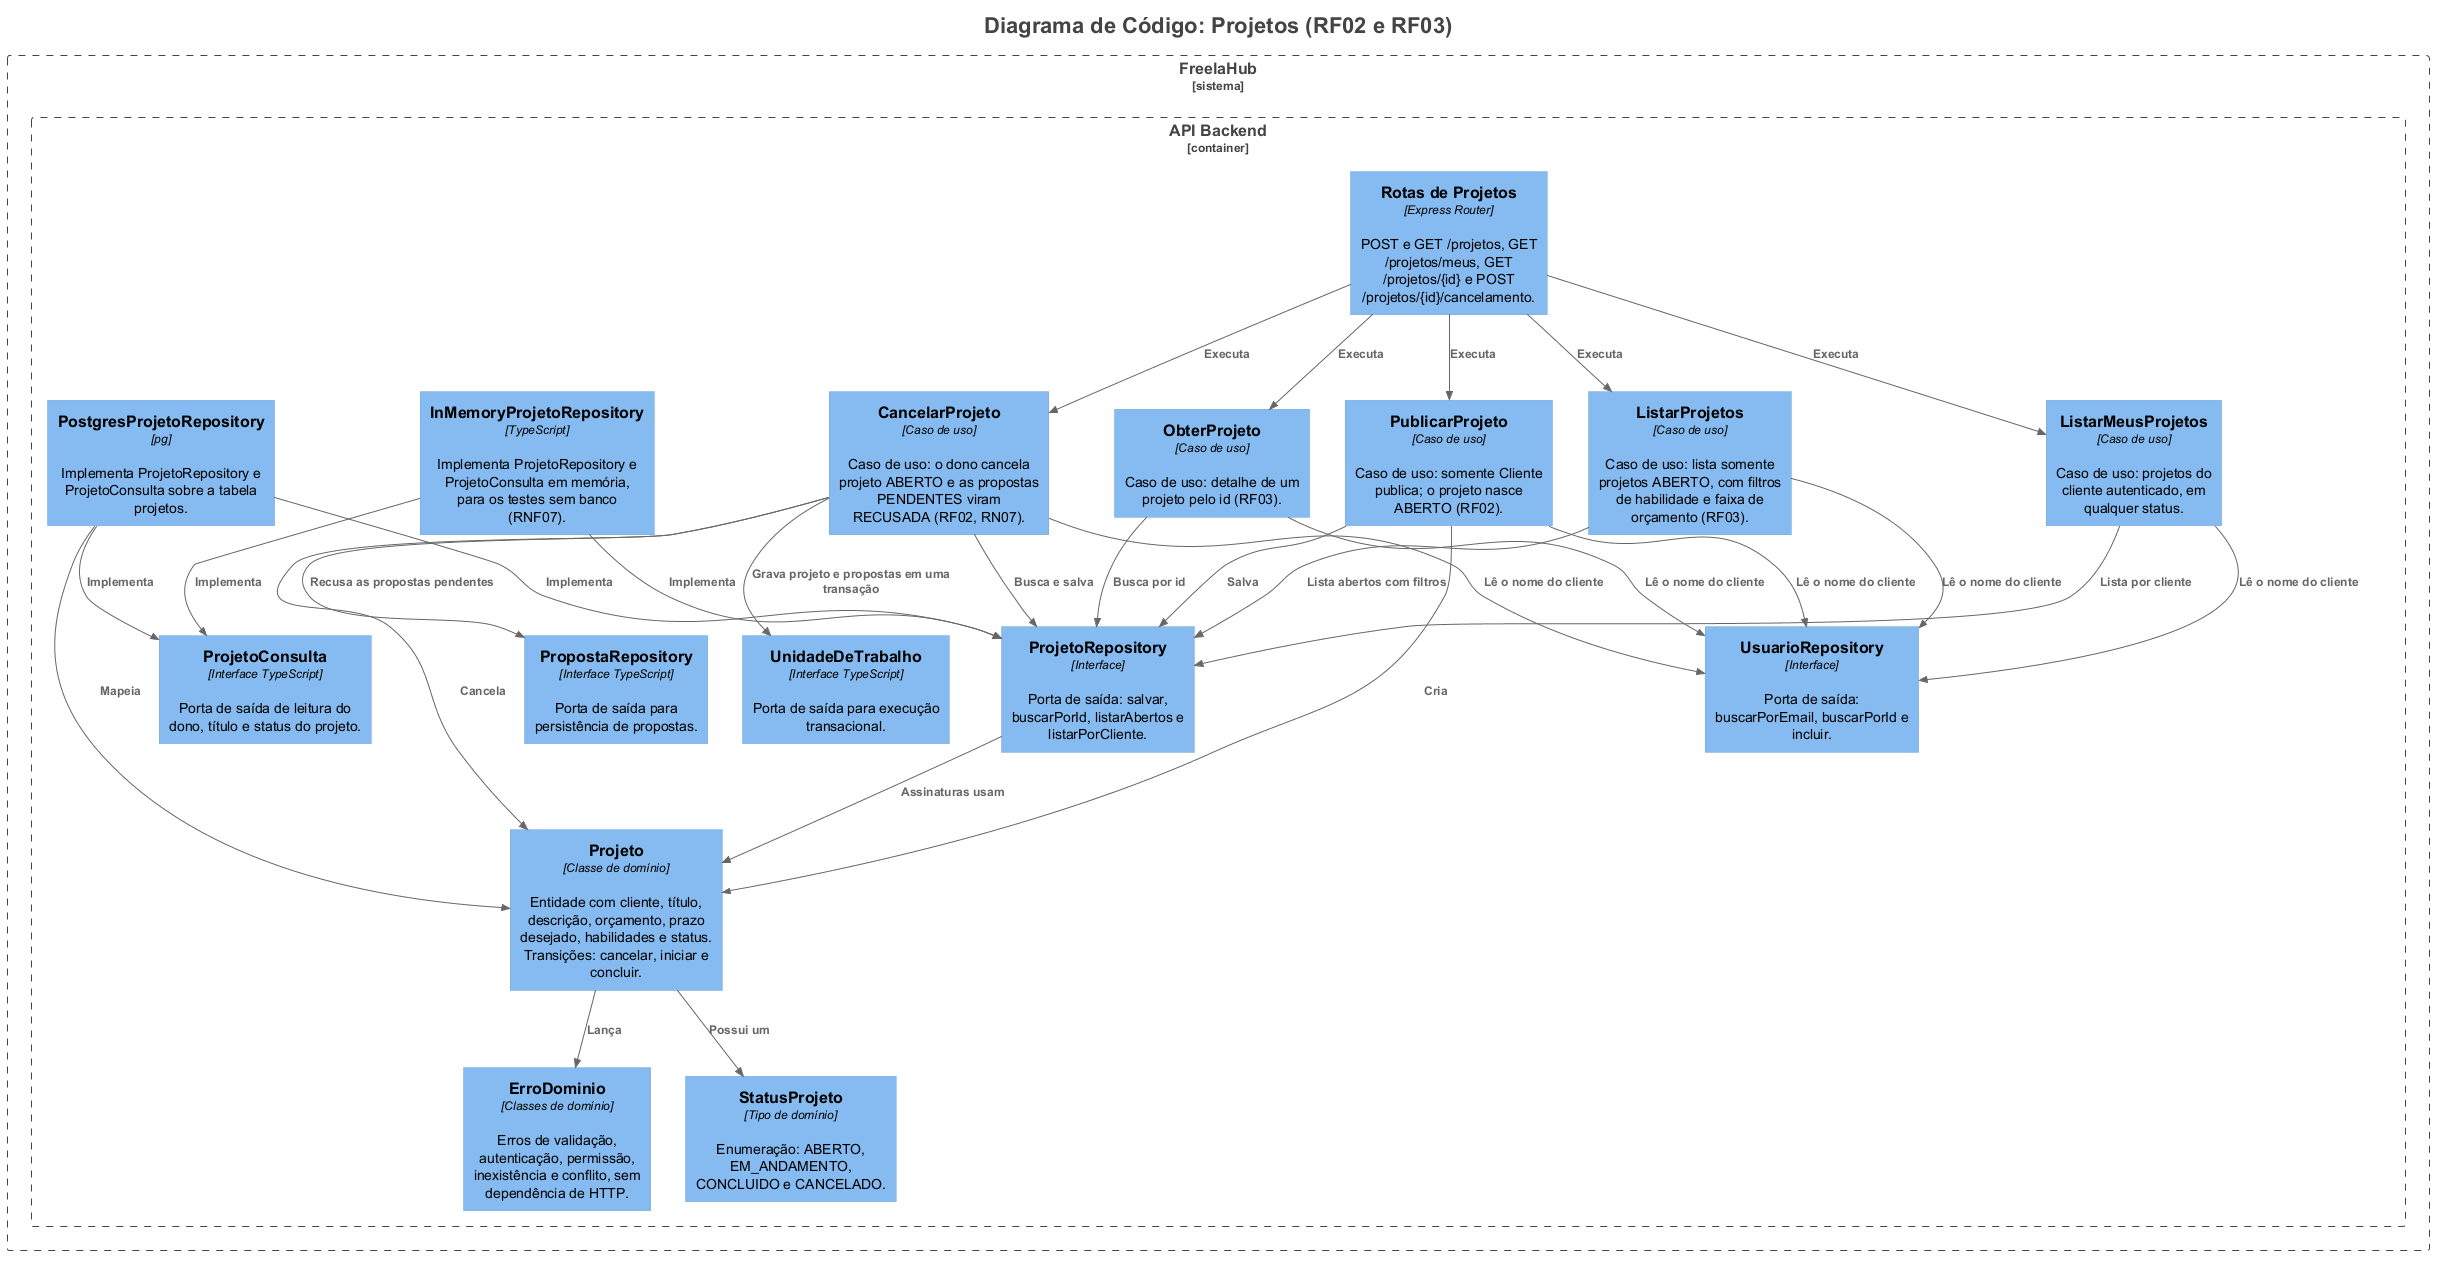 Diagrama de Código: Projetos (RF02 e RF03)
FreelaHub
[sistema]
API Backend
[container]
Rotas de Projetos
[Express Router]
POST e GET /projetos, GET
/projetos/meus, GET
/projetos/{id} e POST
/projetos/{id}/cancelamento.
Executa
Executa
Executa
Executa
Executa
PostgresProjetoRepository
[pg]
Implementa ProjetoRepository e
ProjetoConsulta sobre a tabela
projetos.
InMemoryProjetoRepository
[TypeScript]
Implementa ProjetoRepository e
ProjetoConsulta em memória,
para os testes sem banco
(RNF07).
CancelarProjeto
[Caso de uso]
Caso de uso: o dono cancela
projeto ABERTO e as propostas
PENDENTES viram
RECUSADA (RF02, RN07).
ObterProjeto
[Caso de uso]
Caso de uso: detalhe de um
projeto pelo id (RF03).
PublicarProjeto
[Caso de uso]
Caso de uso: somente Cliente
publica; o projeto nasce
ABERTO (RF02).
ListarProjetos
[Caso de uso]
Caso de uso: lista somente
projetos ABERTO, com filtros
de habilidade e faixa de
orçamento (RF03).
ListarMeusProjetos
[Caso de uso]
Caso de uso: projetos do
cliente autenticado, em
qualquer status.
Implementa
Implementa
Recusa as propostas pendentes
Implementa
Implementa
Grava projeto e propostas em uma
transação
Busca e salva
Busca por id
Salva
Lista abertos com filtros
Lê o nome do cliente
Lê o nome do cliente
Lê o nome do cliente
Lê o nome do cliente
Lista por cliente
Lê o nome do cliente
ProjetoConsulta
[Interface TypeScript]
Porta de saída de leitura do
dono, título e status do projeto.
PropostaRepository
[Interface TypeScript]
Porta de saída para
persistência de propostas.
UnidadeDeTrabalho
[Interface TypeScript]
Porta de saída para execução
transacional.
ProjetoRepository
[Interface]
Porta de saída: salvar,
buscarPorId, listarAbertos e
listarPorCliente.
UsuarioRepository
[Interface]
Porta de saída:
buscarPorEmail, buscarPorId e
incluir.
Mapeia
Cancela
Cria
Assinaturas usam
Projeto
[Classe de domínio]
Entidade com cliente, título,
descrição, orçamento, prazo
desejado, habilidades e status.
Transições: cancelar, iniciar e
concluir.
Lança
Possui um
ErroDominio
[Classes de domínio]
Erros de validação,
autenticação, permissão,
inexistência e conflito, sem
dependência de HTTP.
StatusProjeto
[Tipo de domínio]
Enumeração: ABERTO,
EM_ANDAMENTO,
CONCLUIDO e CANCELADO.